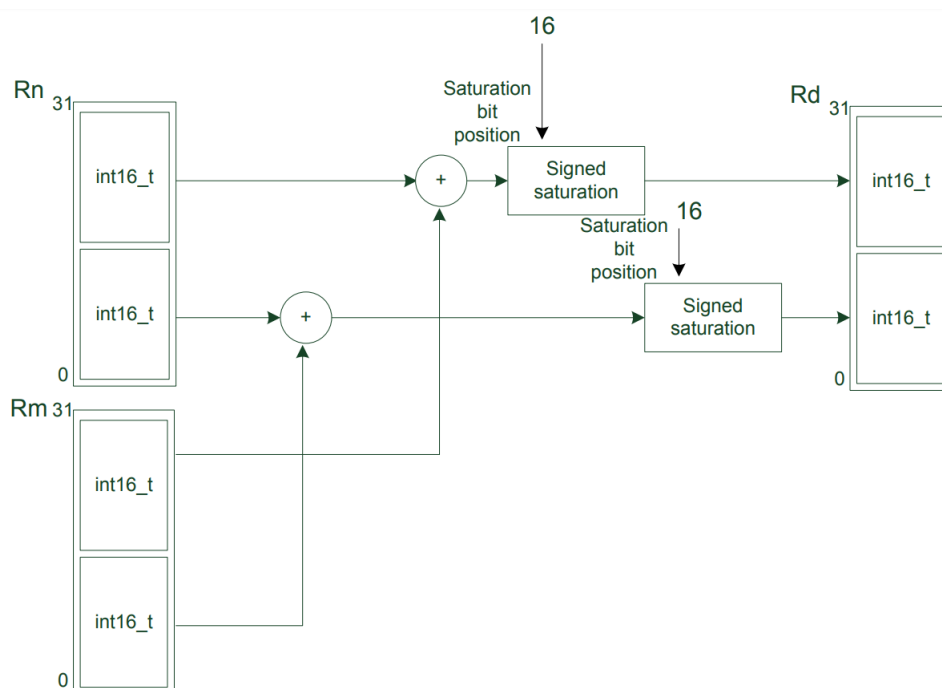 16
Rn
31
Saturation
bit
position
Rd
31
int16_t
+
Signed
saturation
int16_t
Saturation
bit
position
16
int16_t
+
Signed
saturation
int16_t
0
0
Rm
31
int16_t
int16_t
0